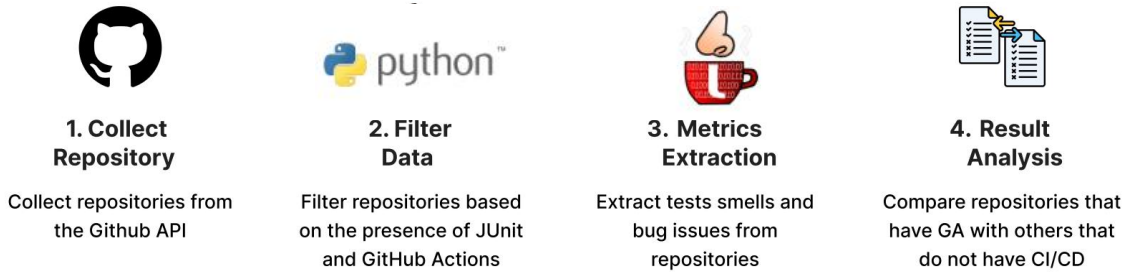 python™
1. Collect
Repository
Collect repositories from
the Github API
2. Filter
Data
Filter repositories based
on the presence of JUnit
and GitHub Actions
3. Metrics
Extraction
Extract tests smells and
bug issues from
repositories
4. Result
Analysis
Compare repositories that
have GA with others that
do not have CI/CD